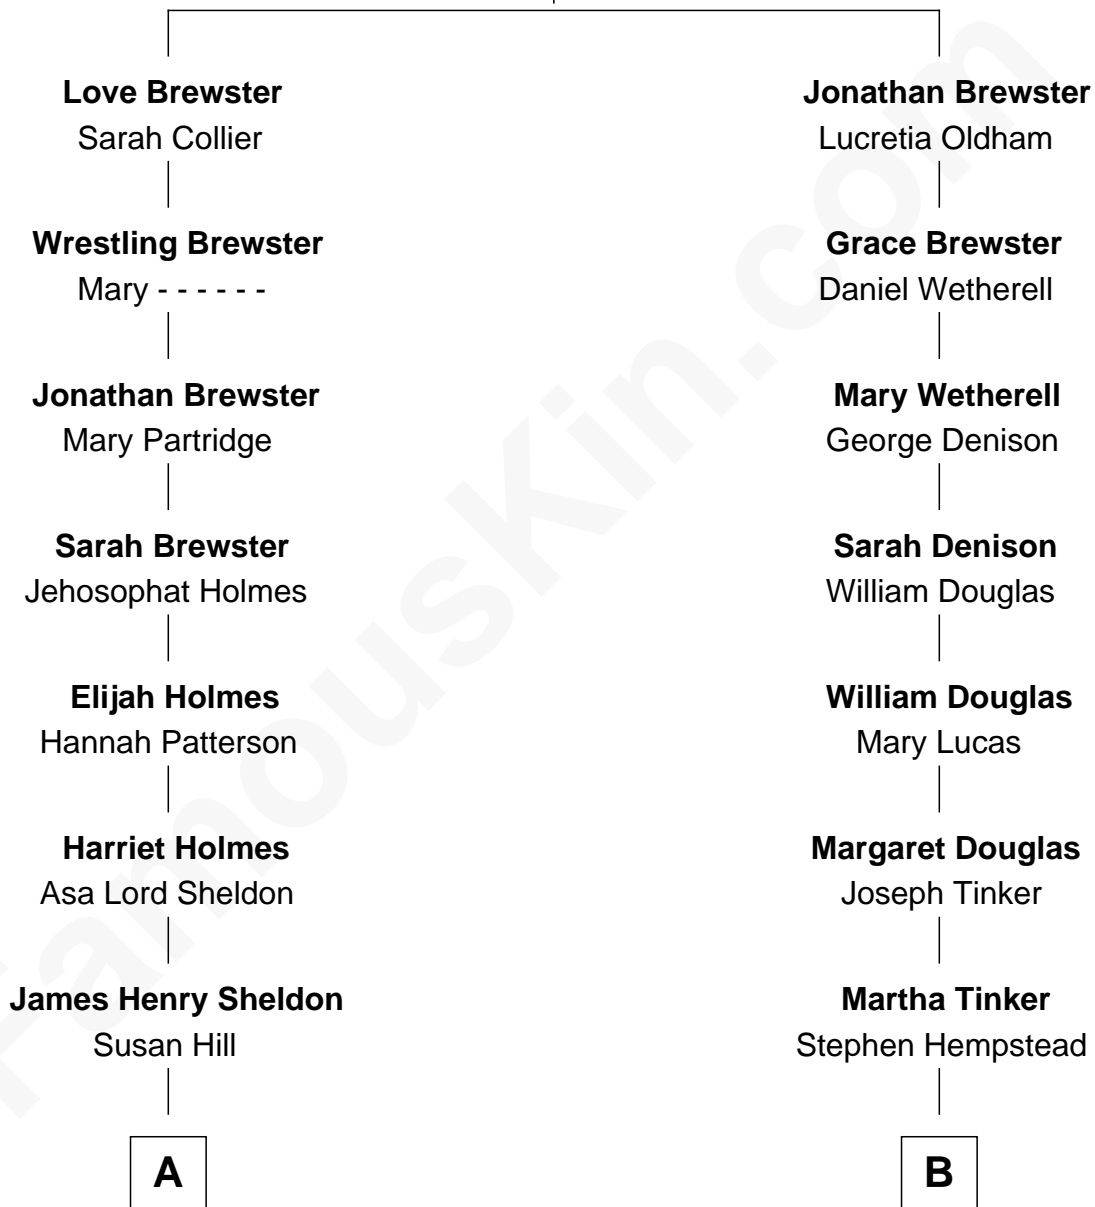 Love Brewster
Sarah Collier
Wrestling Brewster
Mary - - - - - -
Jonathan Brewster
Mary Partridge
Sarah Brewster
Jehosophat Holmes
Elijah Holmes
Hannah Patterson
Harriet Holmes
Asa Lord Sheldon
James Henry Sheldon
Susan Hill
A
Jonathan Brewster
Lucretia Oldham
Grace Brewster
Daniel Wetherell
Mary Wetherell
George Denison
Sarah Denison
William Douglas
William Douglas
Mary Lucas
Margaret Douglas
Joseph Tinker
Martha Tinker
Stephen Hempstead
B
FamousKin.com